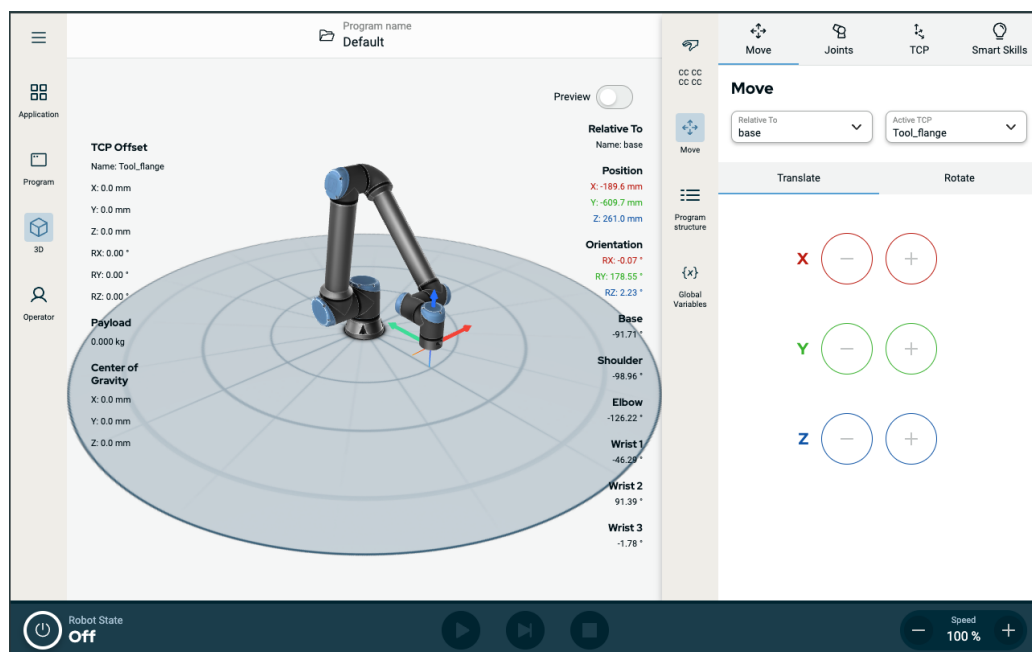 Program name
Default
Application
Program
3D
Operator
TCP Offset
Name: Tool_flange
X: 0.0 mm
Y: 0.0 mm
Z: 0.0 mm
RX: 0.00 °
RY: 0.00 °
RZ: 0.00 °
Payload
0.000 kg
Center of
Gravity
X: 0.0 mm
Y: 0.0 mm
Z: 0.0 mm
Preview
Relative To
Name: base
Position
X: -189.6 mm
Y: -609.7 mm
Z: 261.0 mm
Orientation
RX: -0.07 °
RY: 178.55 °
RZ: 2.23 °
Base
-91.71 °
Shoulder
-98.96 °
Elbow
-126.22 °
Wrist 1
-46.29 °
Wrist 2
91.39 °
Wrist 3
-1.78 °
CC CC
CC CC
Move
Program
structure
{x}
Global
Variables
Move
Joints
TCP
Smart Skills
Move
Relative To
base
Active TCP
Tool_flange
Translate
Rotate
X − +
Y − +
Z − +
Robot State
Off
Speed
− 100 % +